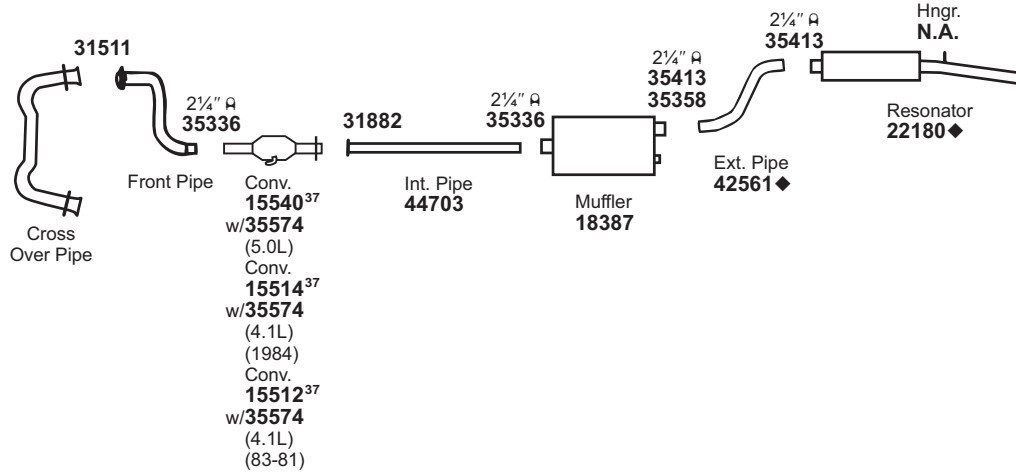 31511
Cross
Over Pipe
Front Pipe
2¼″
35336
Conv.
15540³⁷
w/35574
(5.0L)
Conv.
15514³⁷
w/35574
(4.1L)
(1984)
Conv.
15512³⁷
w/35574
(4.1L)
(83-81)
31882
Int. Pipe
44703
2¼″
35336
Muffler
18387
2¼″
35413
35358
Ext. Pipe
42561◆
2¼″
35413
Hngr.
N.A.
Resonator
22180◆